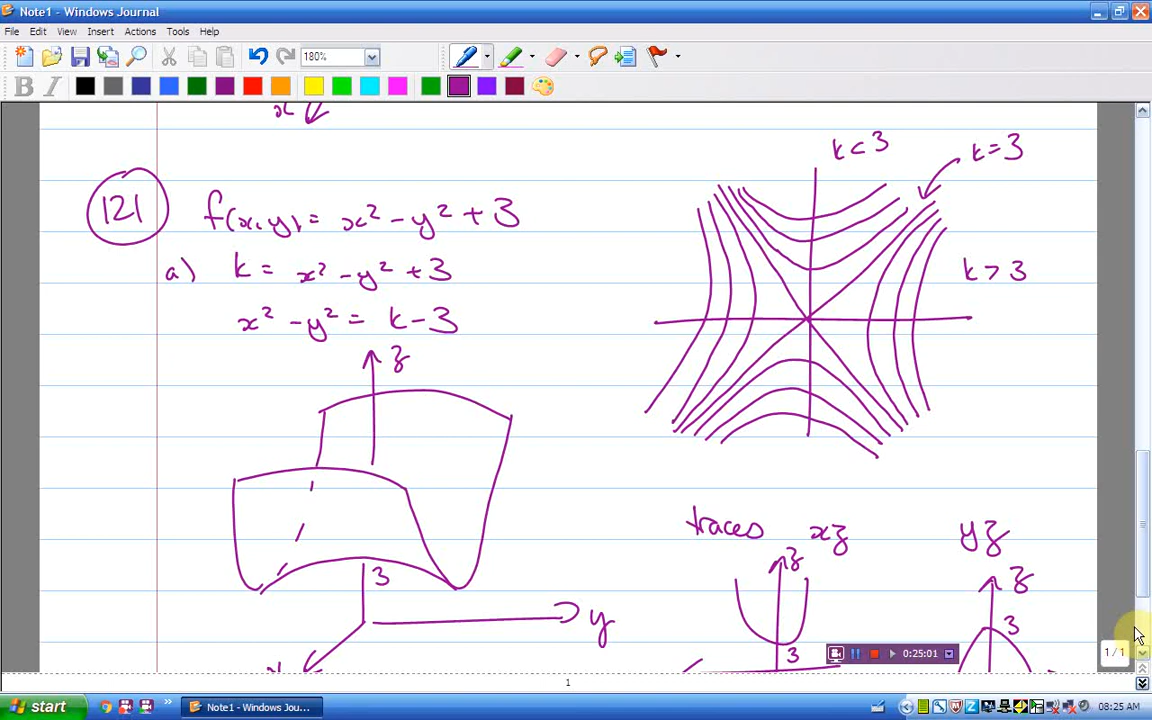 Note1 - Windows Journal
File Edit View Insert Actions Tools Help
180%
B I
x
121
f(x,y) = x² - y² + 3
a) k = x² - y² + 3
x² - y² = k - 3
k < 3
k = 3
k > 3
z
3
y
x
traces xz yz
z
3
z
3
0:25:01
1 / 1
1
start
Note1 - Windows Jou...
08:25 AM